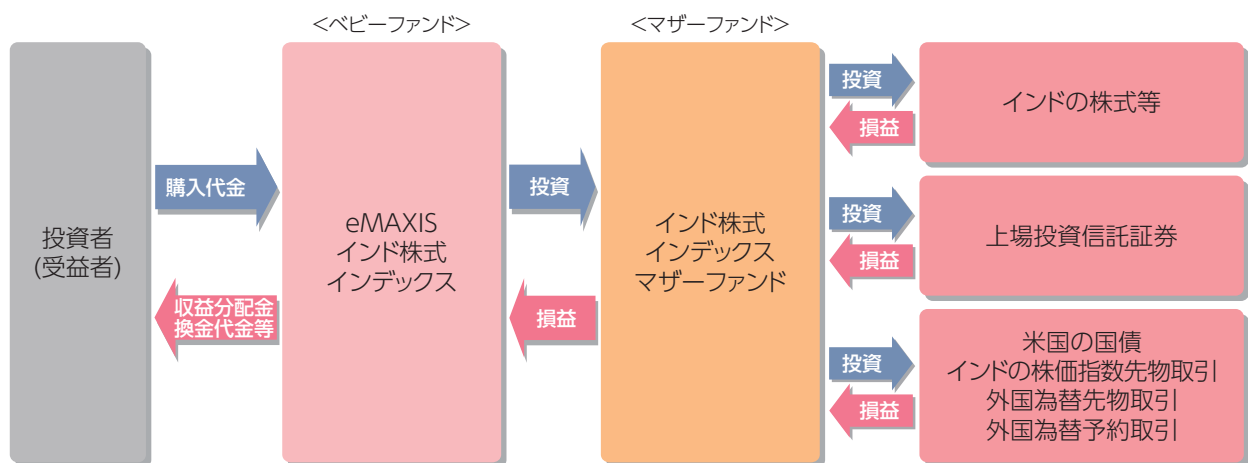 <ベビーファンド>
<マザーファンド>
投資者
(受益者)
購入代金
収益分配金
換金代金等
eMAXIS
インド株式
インデックス
投資
損益
インド株式
インデックス
マザーファンド
投資
損益
インドの株式等
投資
損益
上場投資信託証券
投資
損益
米国の国債
インドの株価指数先物取引
外国為替先物取引
外国為替予約取引